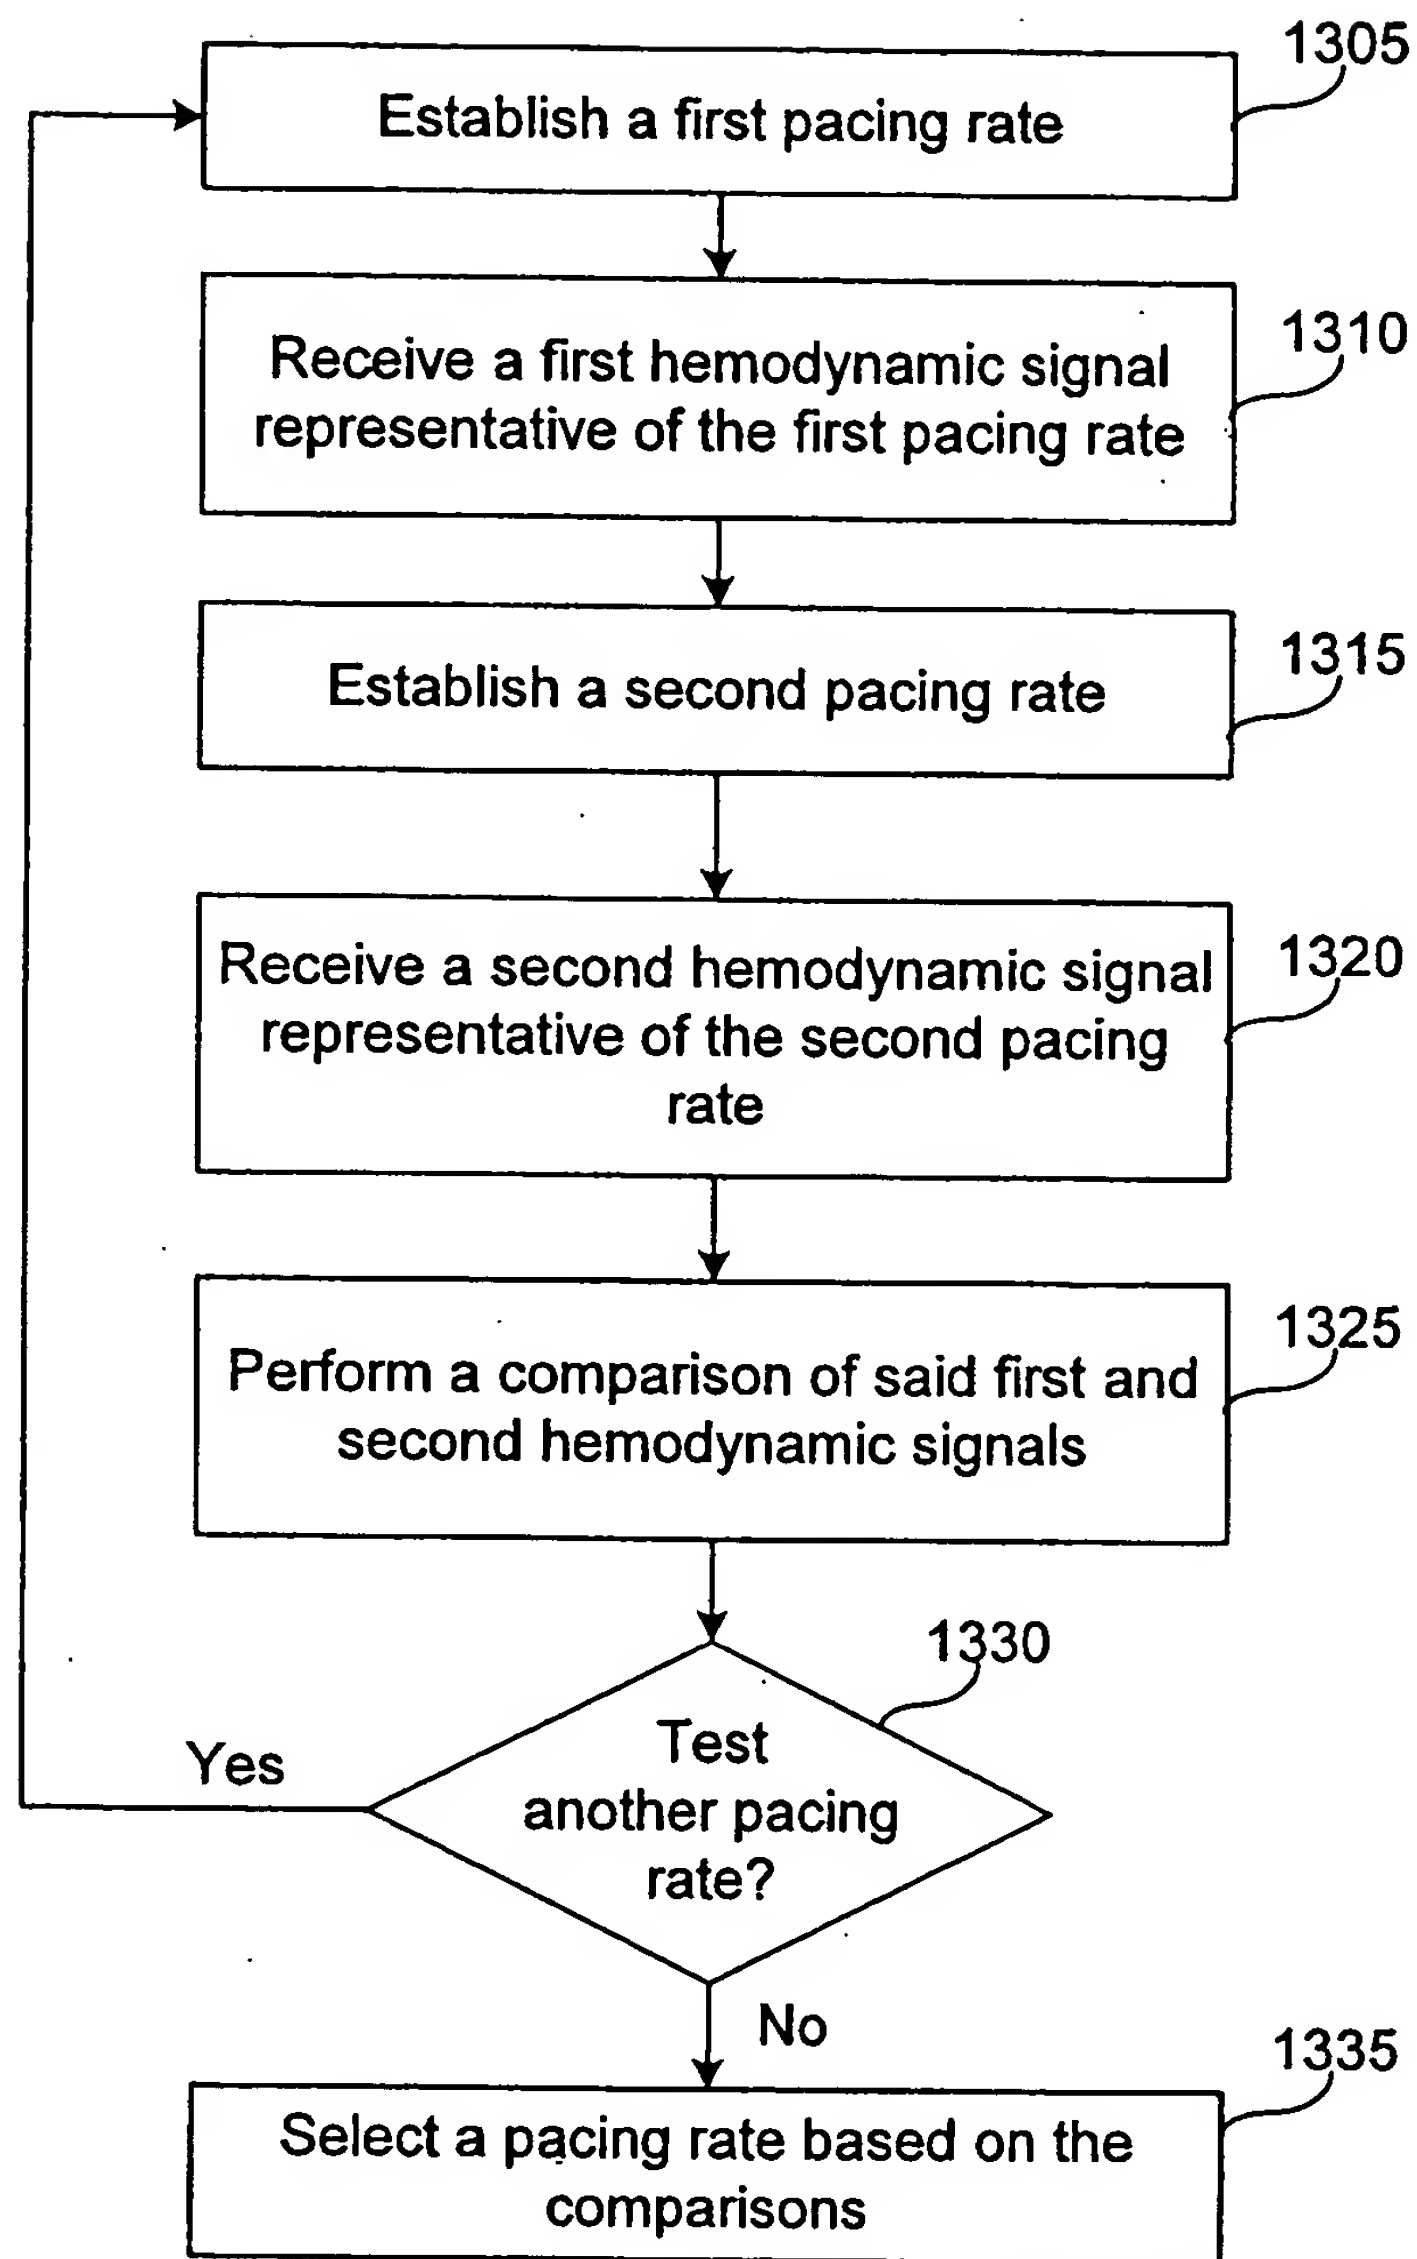 1305
Establish a first pacing rate
1310
Receive a first hemodynamic signal
representative of the first pacing rate
1315
Establish a second pacing rate
1320
Receive a second hemodynamic signal
representative of the second pacing
rate
1325
Perform a comparison of said first and
second hemodynamic signals
1330
Test
another pacing
rate?
Yes
No
1335
Select a pacing rate based on the
comparisons